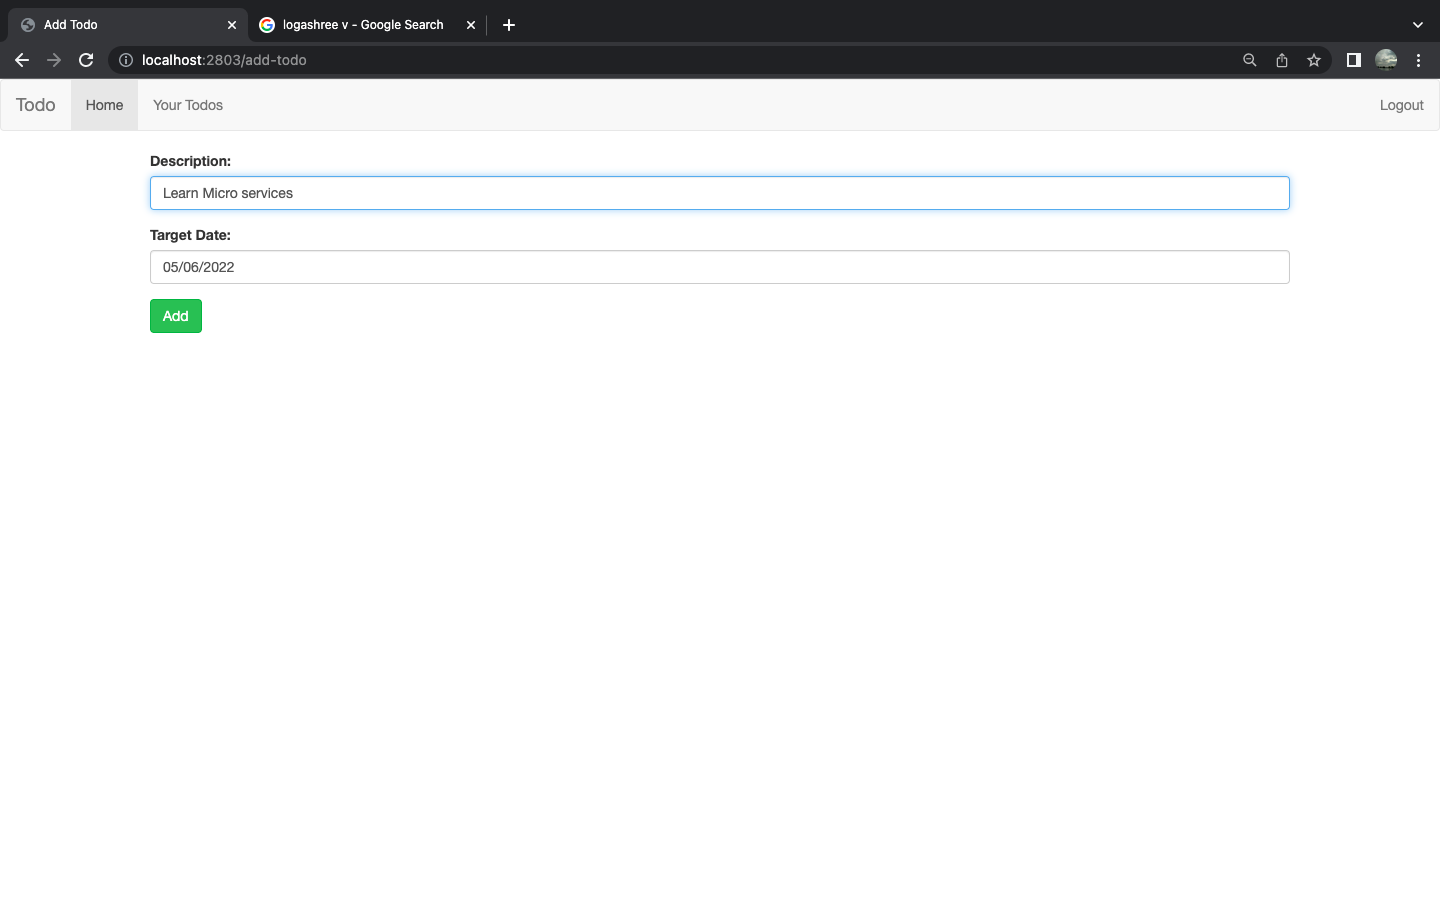 Add Todo
logashree v - Google Search
localhost:2803/add-todo
Todo
Home
Your Todos
Logout
Description:
Learn Micro services
Target Date:
05/06/2022
Add